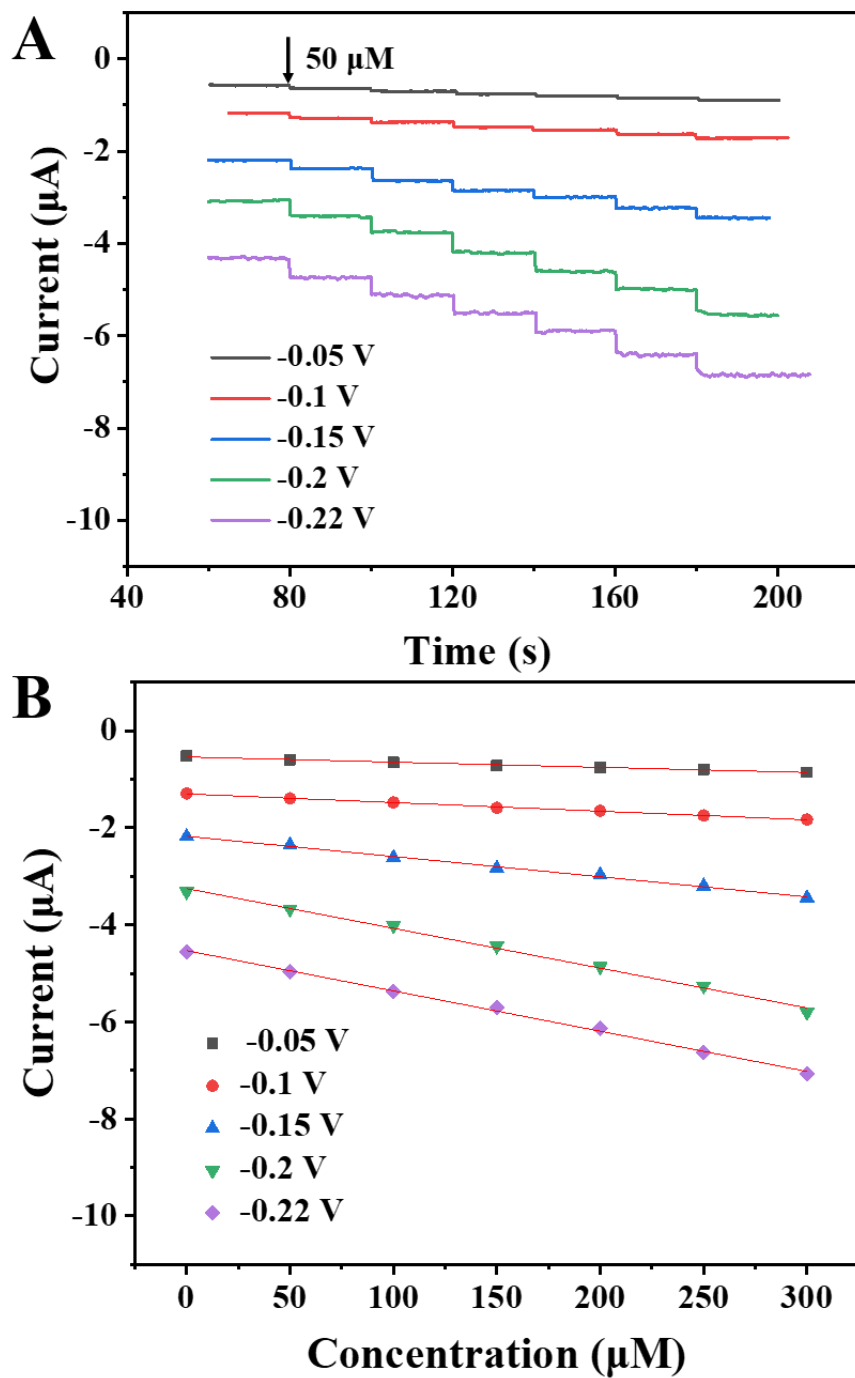 A
50 μM
0
-2
-4
-6
-8
-10
Current (μA)
-0.05 V
-0.1 V
-0.15 V
-0.2 V
-0.22 V
40
80
120
160
200
Time (s)
B
0
-2
-4
-6
-8
-10
Current (μA)
-0.05 V
-0.1 V
-0.15 V
-0.2 V
-0.22 V
0
50
100
150
200
250
300
Concentration (μM)